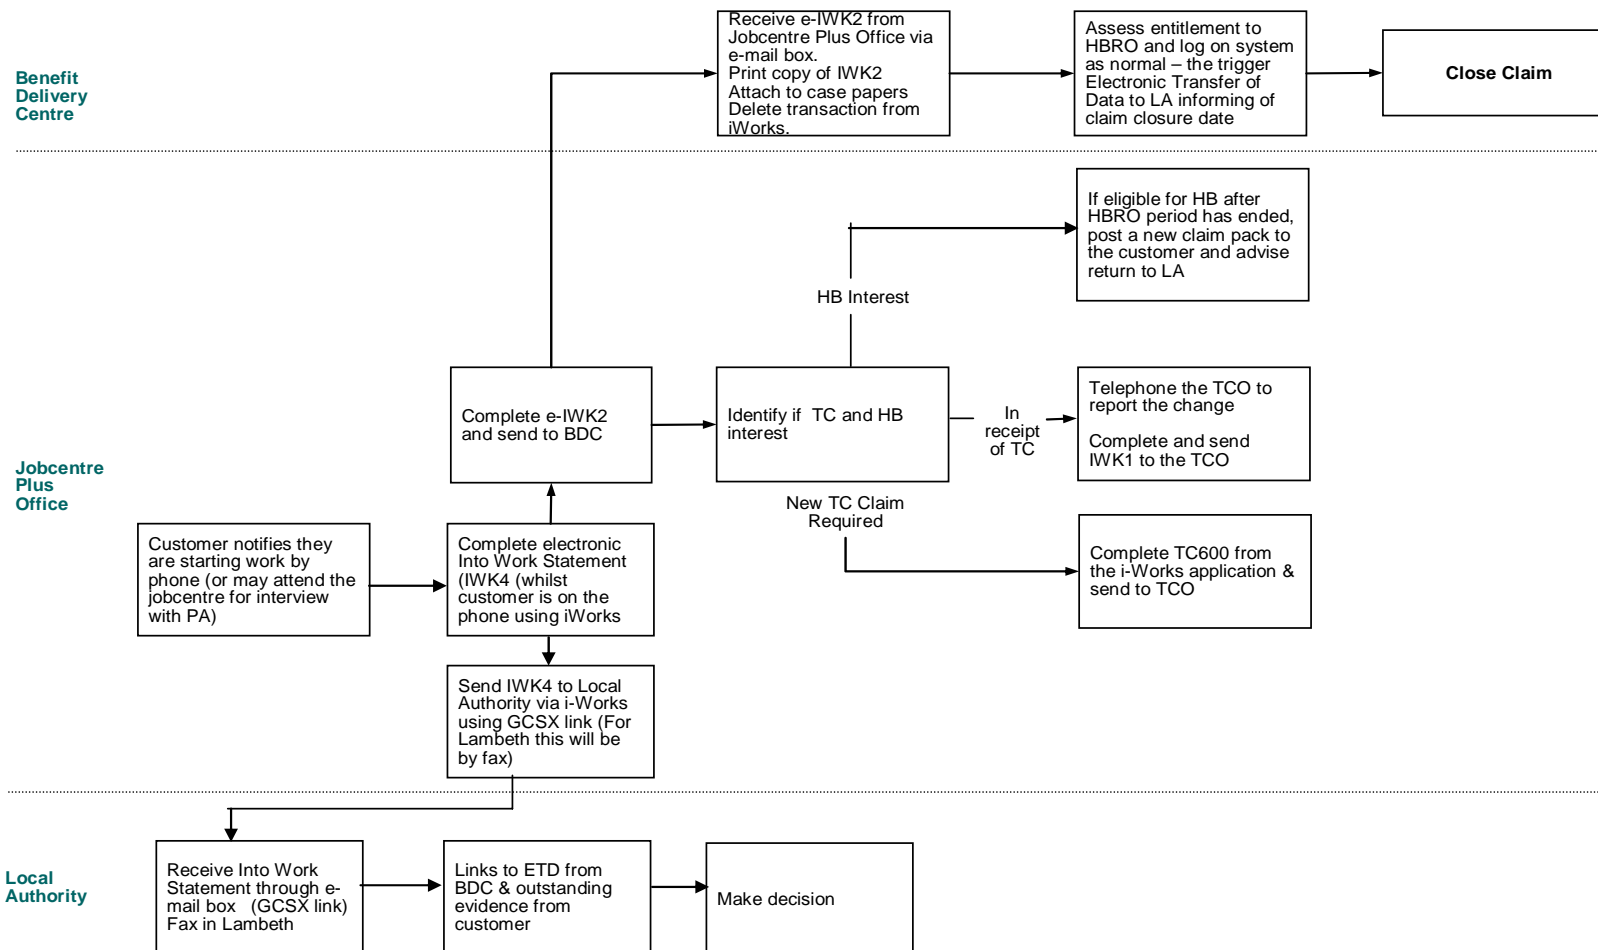 Benefit
Delivery
Centre
Receive e-IWK2 from
Jobcentre Plus Office via
e-mail box.
Print copy of IWK2
Attach to case papers
Delete transaction from
iWorks.
Assess entitlement to
HBRO and log on system
as normal – the trigger
Electronic Transfer of
Data to LA informing of
claim closure date
Close Claim
If eligible for HB after
HBRO period has ended,
post a new claim pack to
the customer and advise
return to LA
HB Interest
Jobcentre
Plus
Office
Complete e-IWK2
and send to BDC
Identify if  TC and HB
interest
In
receipt
of TC
Telephone the TCO to
report the change
Complete and send
IWK1 to the TCO
New TC Claim
Required
Customer notifies they
are starting work by
phone (or may attend the
jobcentre for interview
with PA)
Complete electronic
Into Work Statement
(IWK4 (whilst
customer is on the
phone using iWorks
Complete TC600 from
the i-Works application &
send to TCO
Send IWK4 to Local
Authority via i-Works
using GCSX link (For
Lambeth this will be
by fax)
Local
Authority
Receive Into Work
Statement through e-
mail box   (GCSX link)
Fax in Lambeth
Links to ETD from
BDC & outstanding
evidence from
customer
Make decision